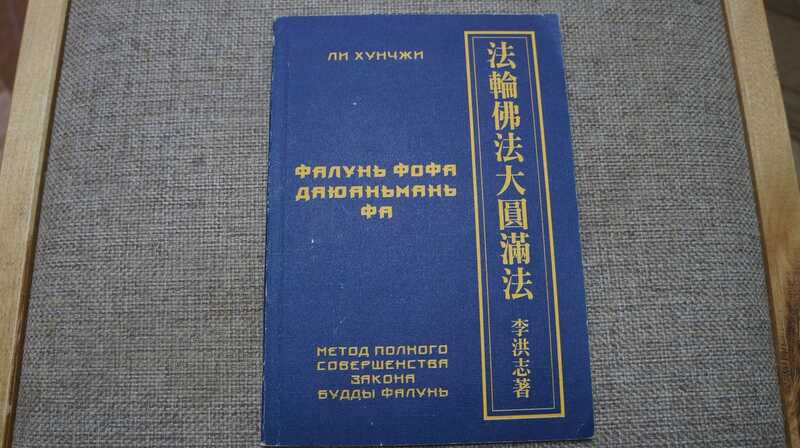 ЛИ ХУНЧЖИ
ФАЛУНЬ ФОФА
ДАЮАНЬМАНЬ
ФА
МЕТОД ПОЛНОГО
СОВЕРШЕНСТВА
ЗАКОНА
БУДДЫ ФАЛУНЬ
法輪佛法大圓滿法
李洪志著